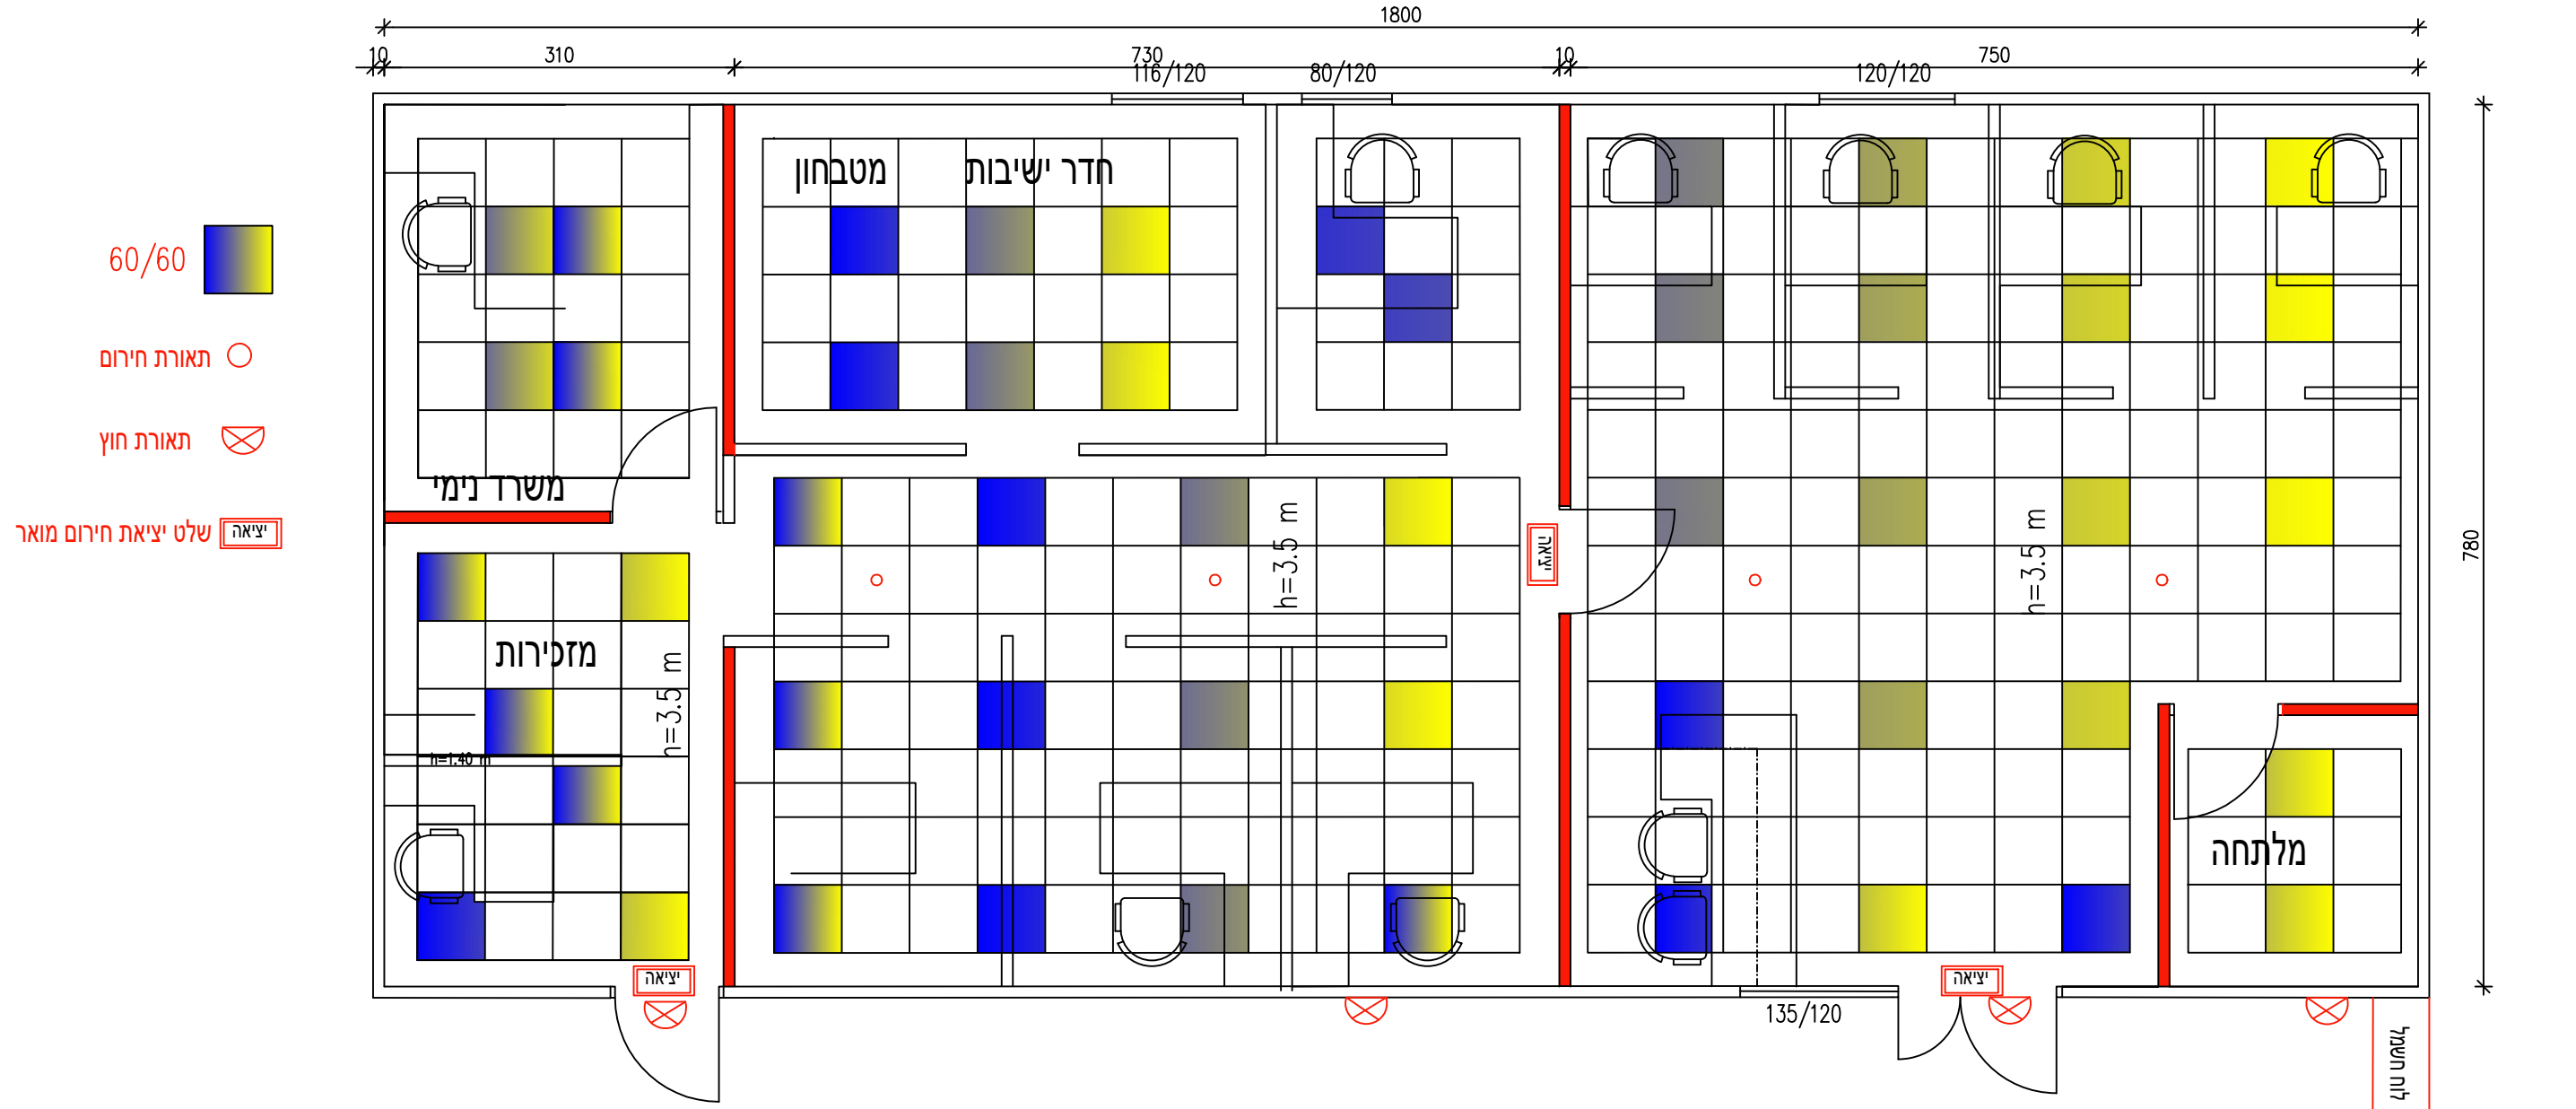 1800
10
310
730
10
750
116/120
80/120
120/120
מטבחון
חדר ישיבות
60/60
תאורת חירום
תאורת חוץ
שלט יציאת חירום מואר
יציאה
משרד נימי
h=3.5 m
יציאה
h=3.5 m
780
מזכירות
h=3.5 m
h=1.40 m
מלתחה
יציאה
יציאה
135/120
לוח חשמל